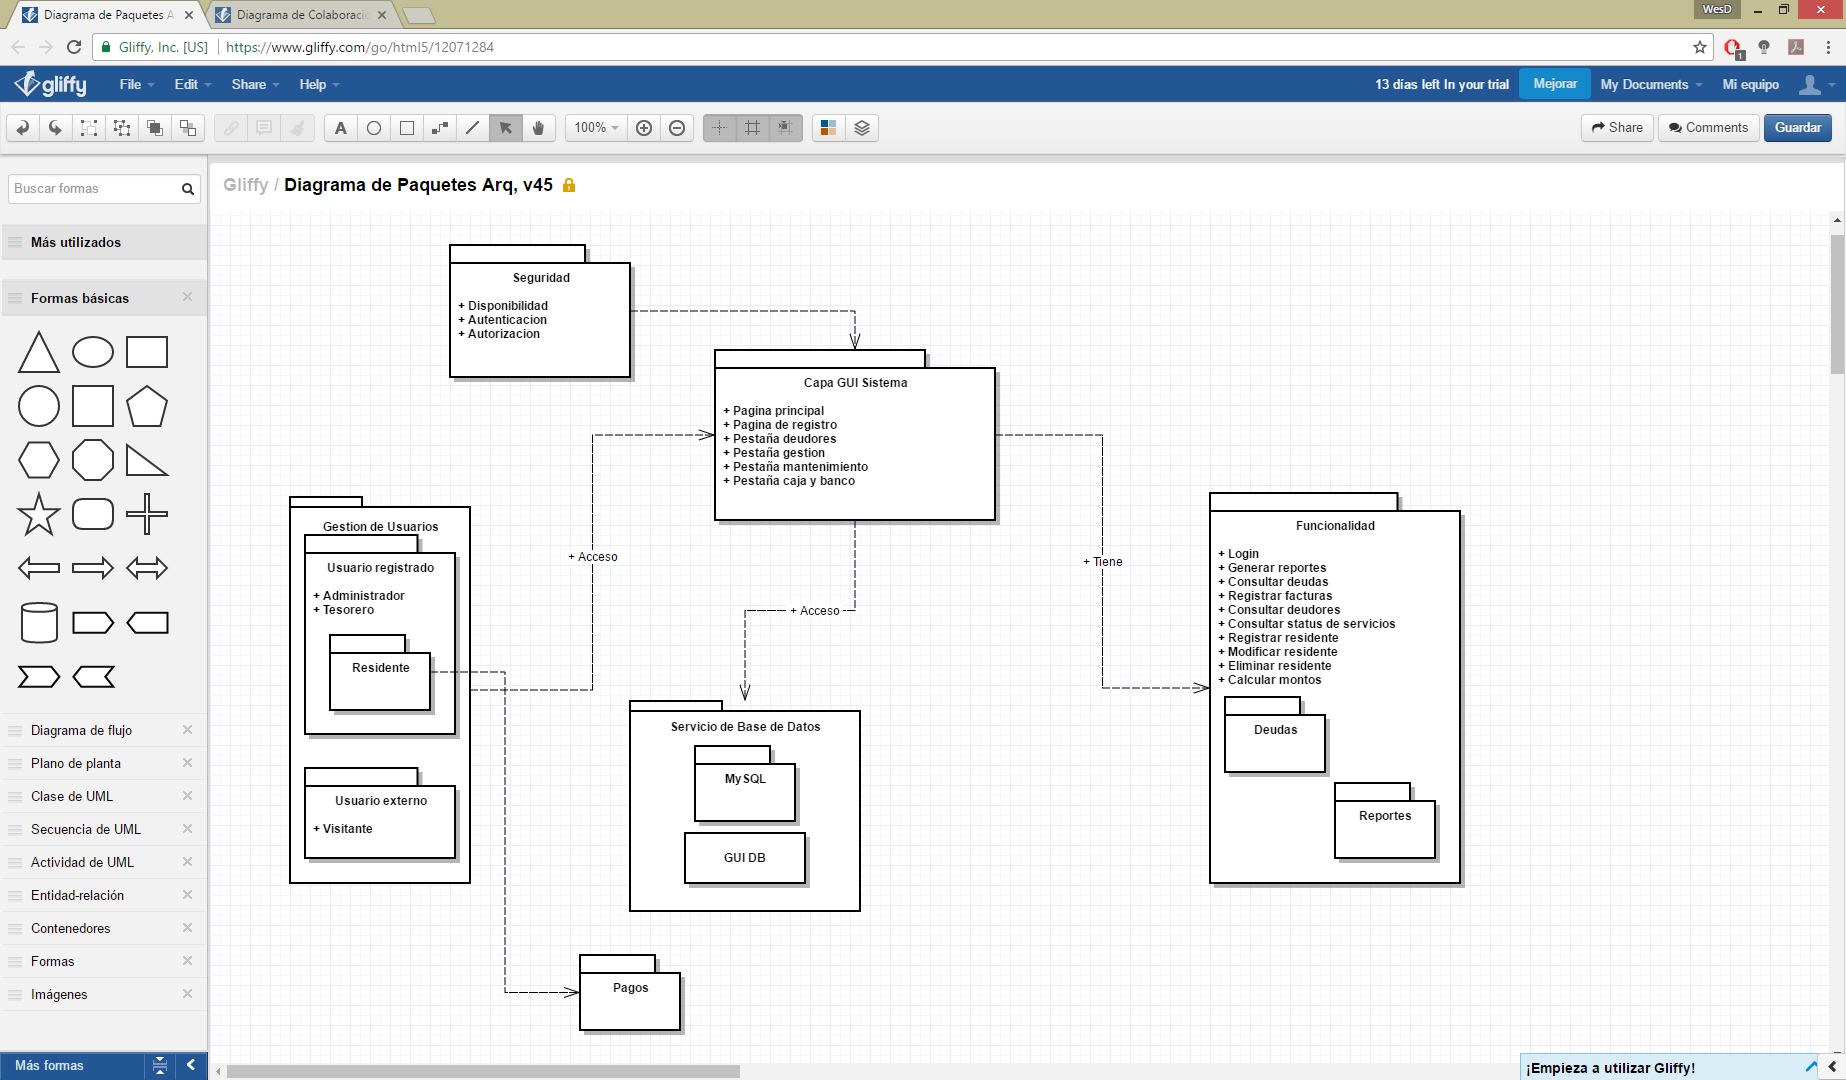 Diagrama de Paquetes A
Diagrama de Colaboraci
WesD
Gliffy, Inc. [US]
https://www.gliffy.com/go/html5/12071284
1
gliffy
File
Edit
Share
Help
13 días left In your trial
Mejorar
My Documents
Mi equipo
A
100%
Share
Comments
Guardar
Buscar formas
Más utilizados
Formas básicas
Diagrama de flujo
Plano de planta
Clase de UML
Secuencia de UML
Actividad de UML
Entidad-relación
Contenedores
Formas
Imágenes
Más formas
Gliffy / Diagrama de Paquetes Arq, v45
Seguridad
+ Disponibilidad
+ Autenticacion
+ Autorizacion
Capa GUI Sistema
+ Pagina principal
+ Pagina de registro
+ Pestaña deudores
+ Pestaña gestion
+ Pestaña mantenimiento
+ Pestaña caja y banco
Gestion de Usuarios
Usuario registrado
+ Administrador
+ Tesorero
Residente
Usuario externo
+ Visitante
+ Acceso
+ Acceso
+ Tiene
Servicio de Base de Datos
MySQL
GUI DB
Pagos
Funcionalidad
+ Login
+ Generar reportes
+ Consultar deudas
+ Registrar facturas
+ Consultar deudores
+ Consultar status de servicios
+ Registrar residente
+ Modificar residente
+ Eliminar residente
+ Calcular montos
Deudas
Reportes
¡Empieza a utilizar Gliffy!